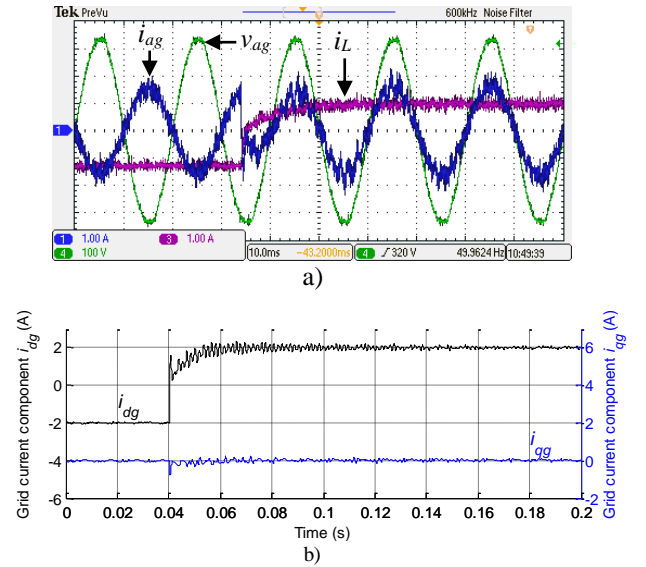 Tek PreVu 600kHz Noise Filter
i_ag v_ag i_L
1
1 1.00 A 3 1.00 A
4 100 V
10.0ms -43.2000ms 4 320 V 49.9624 Hz 10:49:39
a)
Grid current component i_dg (A)
2
0
-2
-4
-6
i_dg
i_qg
6
4
2
0
-2
Grid current component i_qg (A)
0 0.02 0.04 0.06 0.08 0.1 0.12 0.14 0.16 0.18 0.2
Time (s)
b)